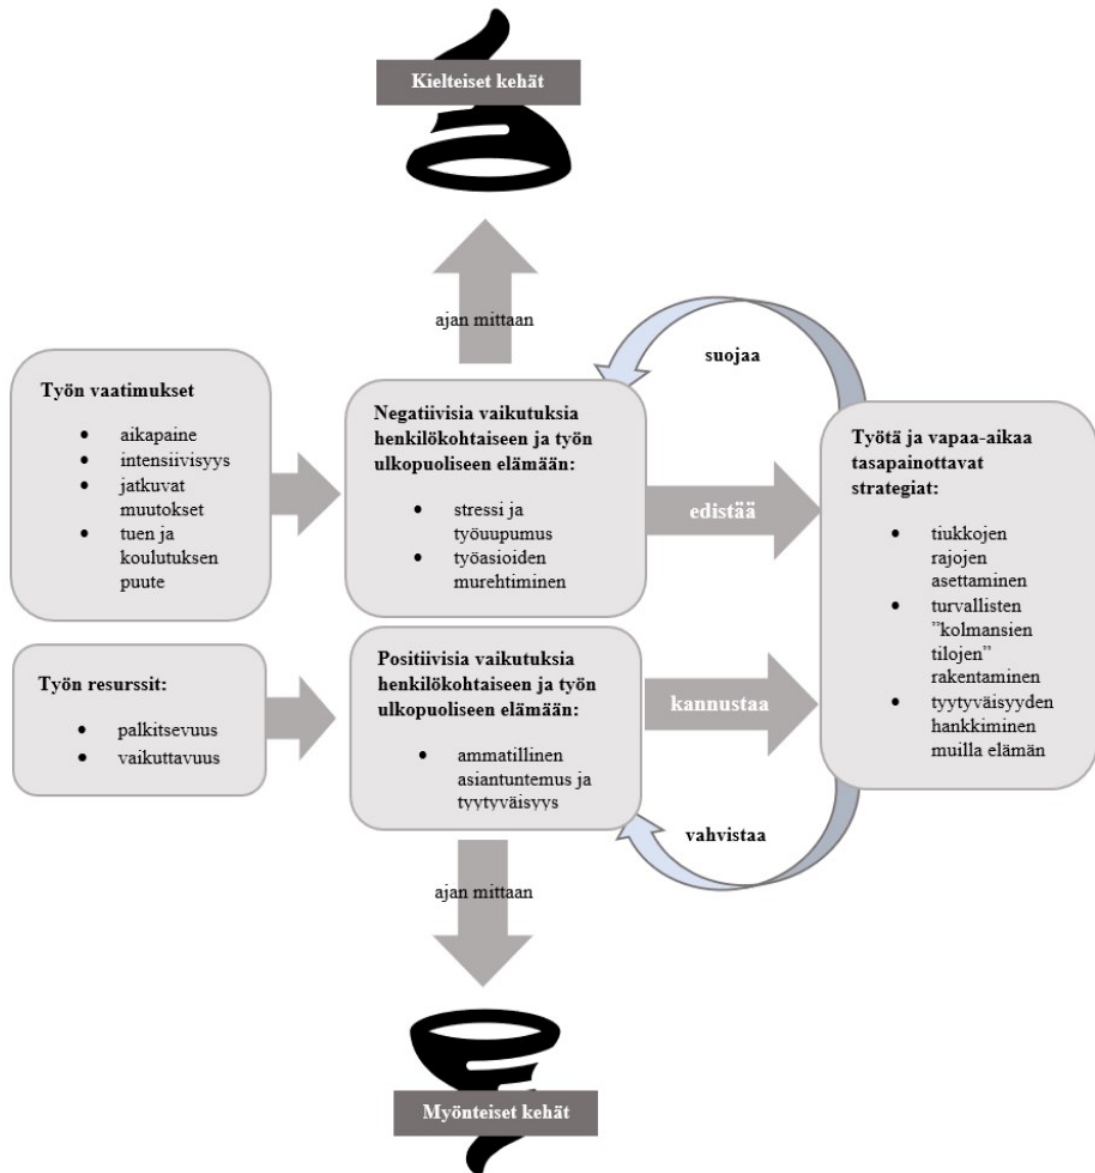 Kielteiset kehät
ajan mittaan
Työn vaatimukset
• aikapaine
• intensiivisyys
• jatkuvat
muutokset
• tuen ja
koulutuksen
puute
Negatiivisia vaikutuksia
henkilökohtaiseen ja työn
ulkopuoliseen elämään:
• stressi ja
työuupumus
• työasioiden
murehtiminen
suojaa
edistää
Työtä ja vapaa-aikaa
tasapainottavat
strategiat:
• tiukkojen
rajojen
asettaminen
• turvallisten
”kolmansien
tilojen”
rakentaminen
• tyytyväisyyden
hankkiminen
muilla elämän
Työn resurssit:
• palkitsevuus
• vaikuttavuus
Positiivisia vaikutuksia
henkilökohtaiseen ja työn
ulkopuoliseen elämään:
• ammatillinen
asiantuntemus ja
tyytyväisyys
kannustaa
vahvistaa
ajan mittaan
Myönteiset kehät